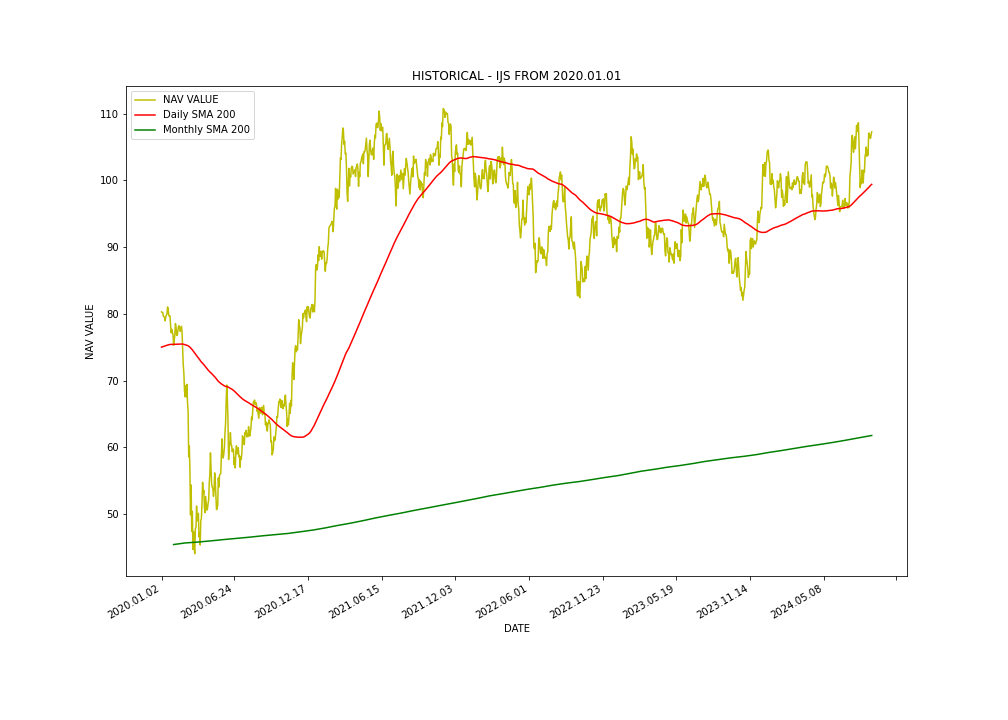 HISTORICAL - IJS FROM 2020.01.01
NAV VALUE
Daily SMA 200
Monthly SMA 200
110
100
90
80
70
60
50
NAV VALUE
2020.01.02
2020.06.24
2020.12.17
2021.06.15
2021.12.03
2022.06.01
2022.11.23
2023.05.19
2023.11.14
2024.05.08
DATE